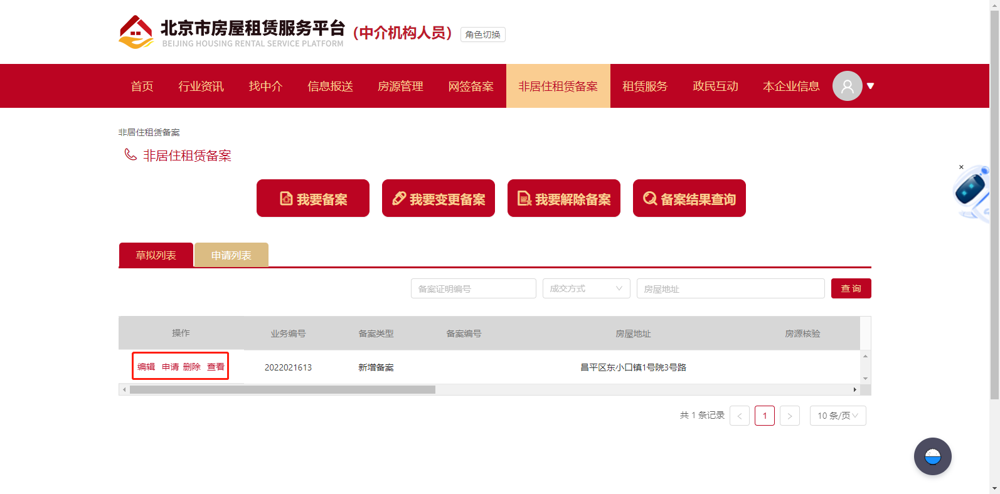 北京市房屋租赁服务平台
（中介机构人员） 角色切换
BEIJING HOUSING RENTAL SERVICE PLATFORM
首页 行业资讯 找中介 信息报送 房源管理 网签备案 非居住租赁备案 租赁服务 政民互动 本企业信息
非居住租赁备案
非居住租赁备案
我要备案 我要变更备案 我要解除备案 备案结果查询
草拟列表 申请列表
备案证明编号 成交方式 房屋地址 查 询
操作 业务编号 备案类型 备案编号 房屋地址 房源核验
编辑 申请 删除 查看 2022021613 新增备案 昌平区东小口镇1号院3号路
共 1 条记录 < 1 > 10 条/页